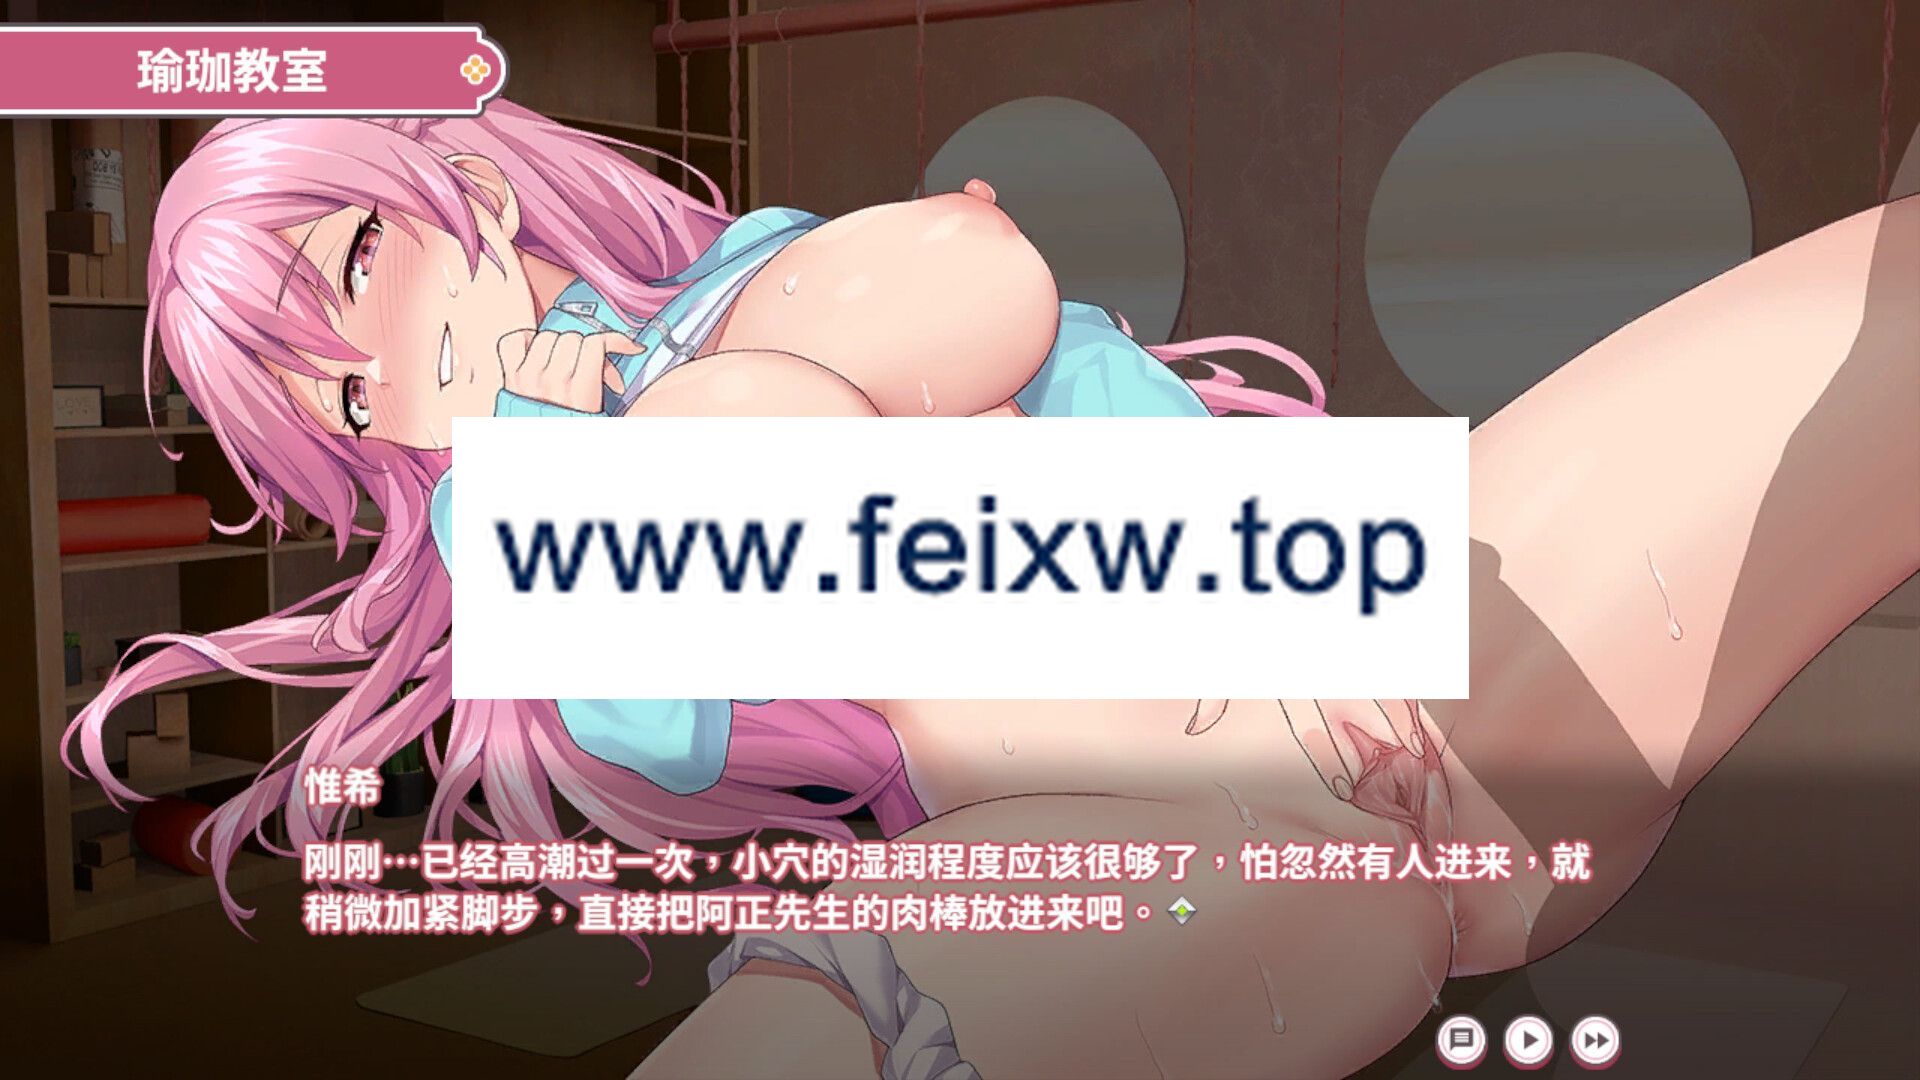 瑜珈教室
LOVE
www.feixw.top
惟希
刚刚…已经高潮过一次，小穴的湿润程度应该很够了，怕忽然有人进来，就
稍微加紧脚步，直接把阿正先生的肉棒放进来吧。